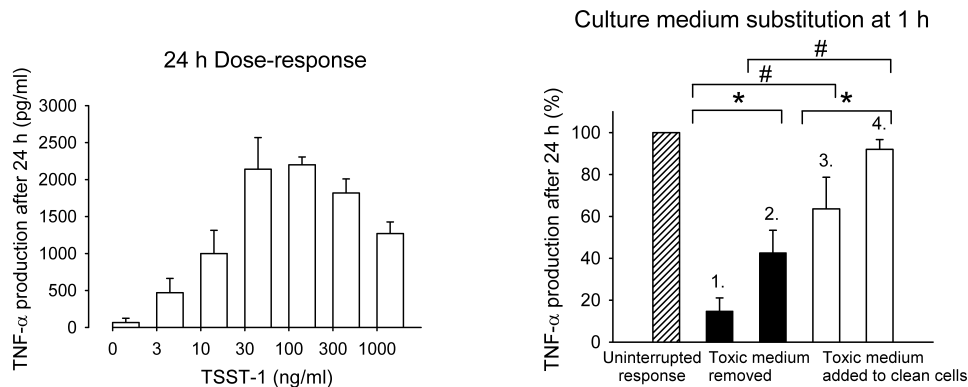 24 h Dose-response
TNF-α production after 24 h (pg/ml)
3000
2500
2000
1500
1000
500
0
0 3 10 30 100 300 1000
TSST-1 (ng/ml)
Culture medium substitution at 1 h
#
#
* *
TNF-α production after 24 h (%)
100
80
60
40
20
0
1.
2.
3.
4.
Uninterrupted
response
Toxic medium
removed
Toxic medium
added to clean cells